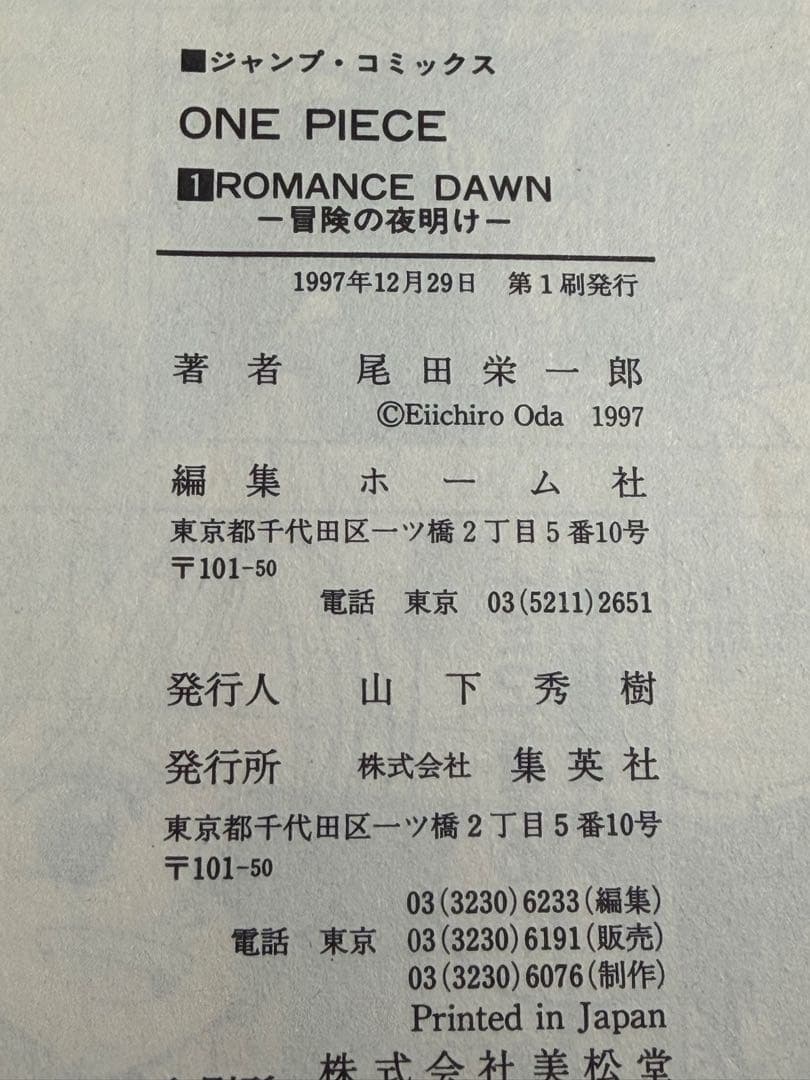 ■ジャンプ・コミックス
ONE PIECE
1 ROMANCE DAWN
―冒険の夜明け―
1997年12月29日 第1刷発行
著者 尾田栄一郎
©Eiichiro Oda 1997
編集 ホーム社
東京都千代田区一ツ橋2丁目5番10号
〒101-50
電話 東京 03(5211)2651
発行人 山下秀樹
発行所 株式会社 集英社
東京都千代田区一ツ橋2丁目5番10号
〒101-50
03(3230)6233(編集)
電話 東京 03(3230)6191(販売)
03(3230)6076(制作)
Printed in Japan
株式会社美松堂